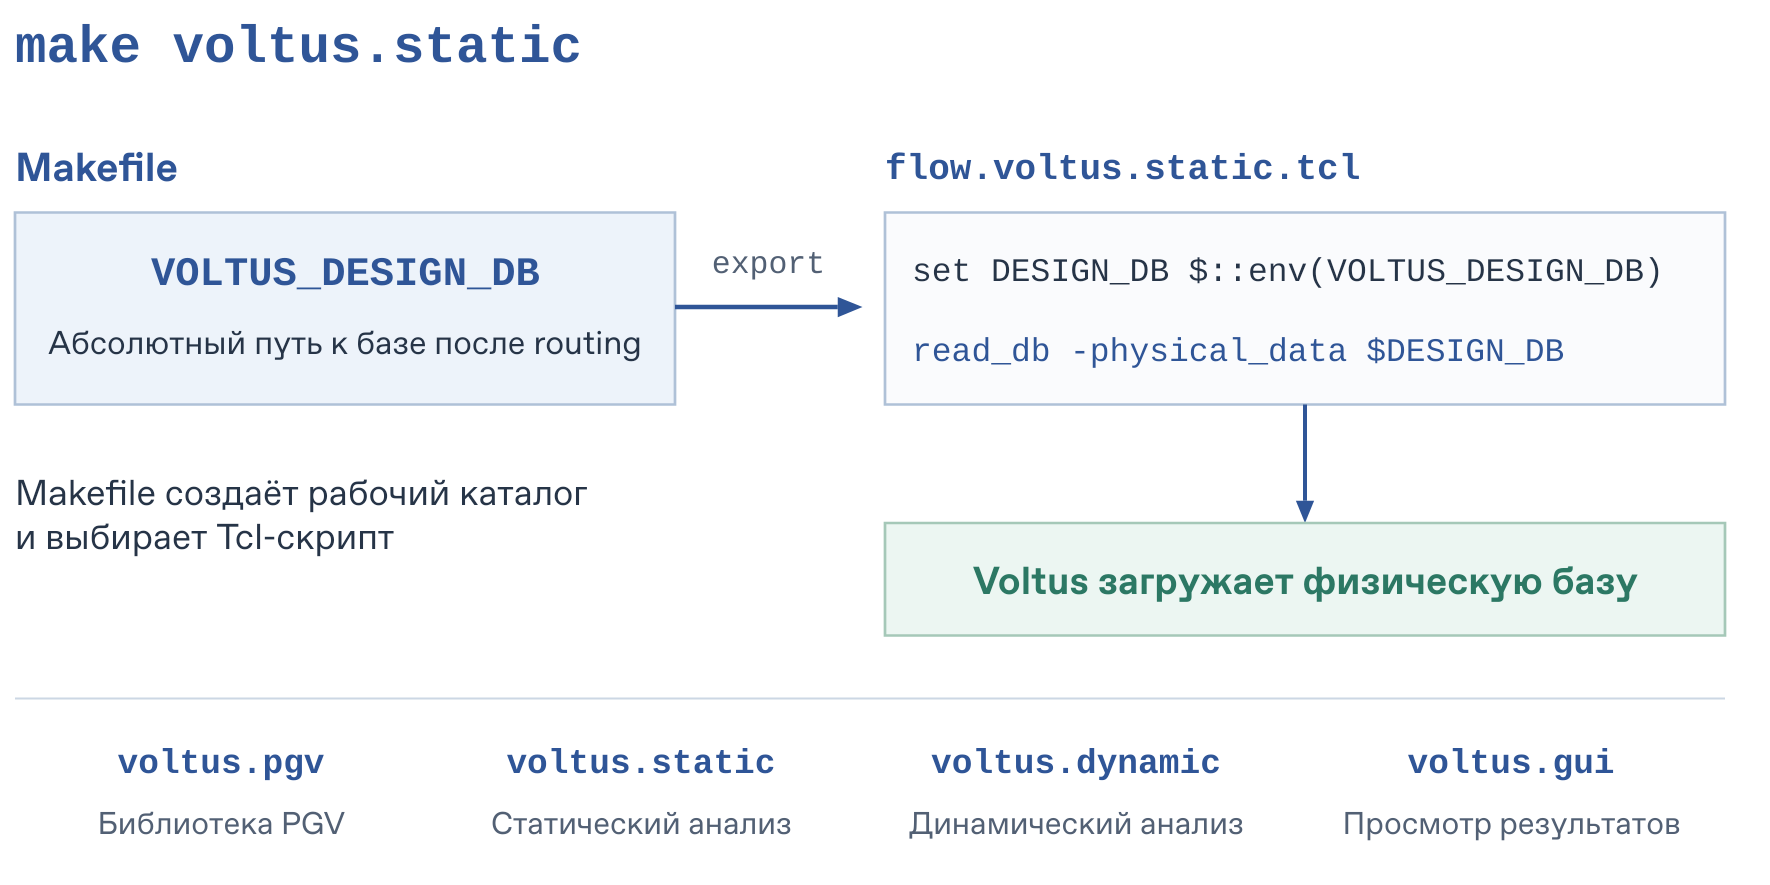 make voltus.static
Makefile
VOLTUS_DESIGN_DB
Абсолютный путь к базе после routing
export
flow.voltus.static.tcl
set DESIGN_DB $::env(VOLTUS_DESIGN_DB)
read_db -physical_data $DESIGN_DB
Makefile создаёт рабочий каталог
и выбирает Tcl-скрипт
Voltus загружает физическую базу
voltus.pgv
Библиотека PGV
voltus.static
Статический анализ
voltus.dynamic
Динамический анализ
voltus.gui
Просмотр результатов